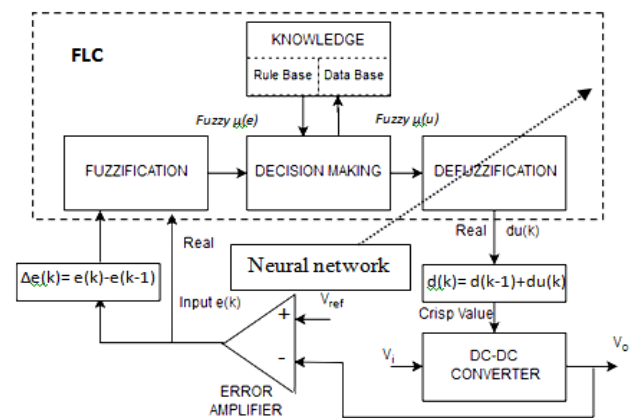 FLC
KNOWLEDGE
Rule Base
Data Base
Fuzzy μ(e)
Fuzzy μ(u)
FUZZIFICATION
DECISION MAKING
DEFUZZIFICATION
Real
Real
du(k)
Neural network
Δe(k)= e(k)-e(k-1)
d(k)= d(k-1)+du(k)
Input e(k)
Vref
Crisp Value
+
-
Vi
DC-DC
CONVERTER
Vo
ERROR
AMPLIFIER